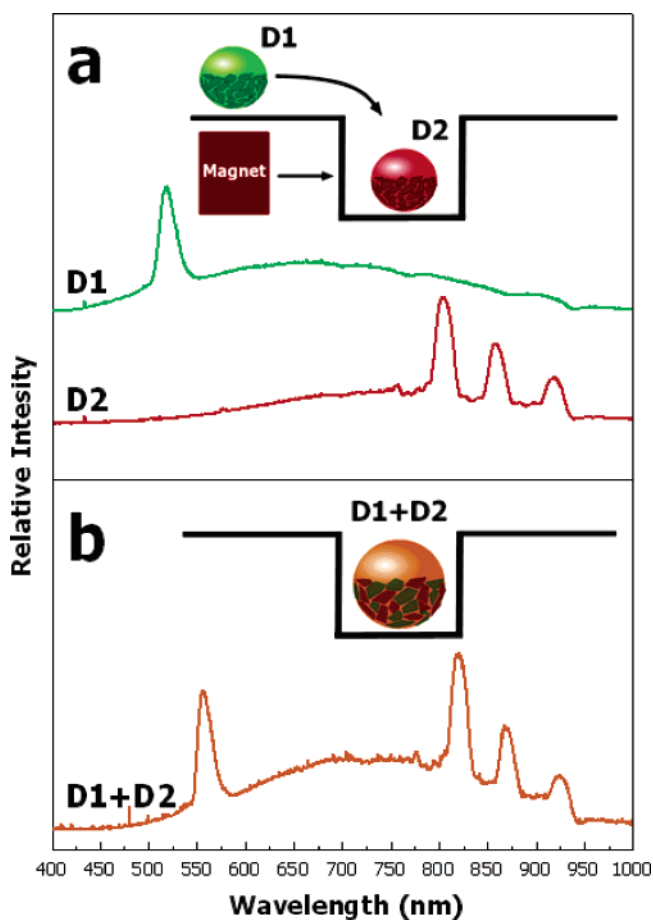 a
D1
D2
Magnet
D1
D2
b
D1+D2
D1+D2
Relative Intesity
400 450 500 550 600 650 700 750 800 850 900 950 1000
Wavelength (nm)